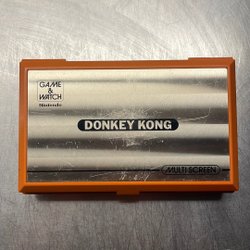 GAME
&
WATCH
Nintendo
DONKEY KONG
MULTI SCREEN